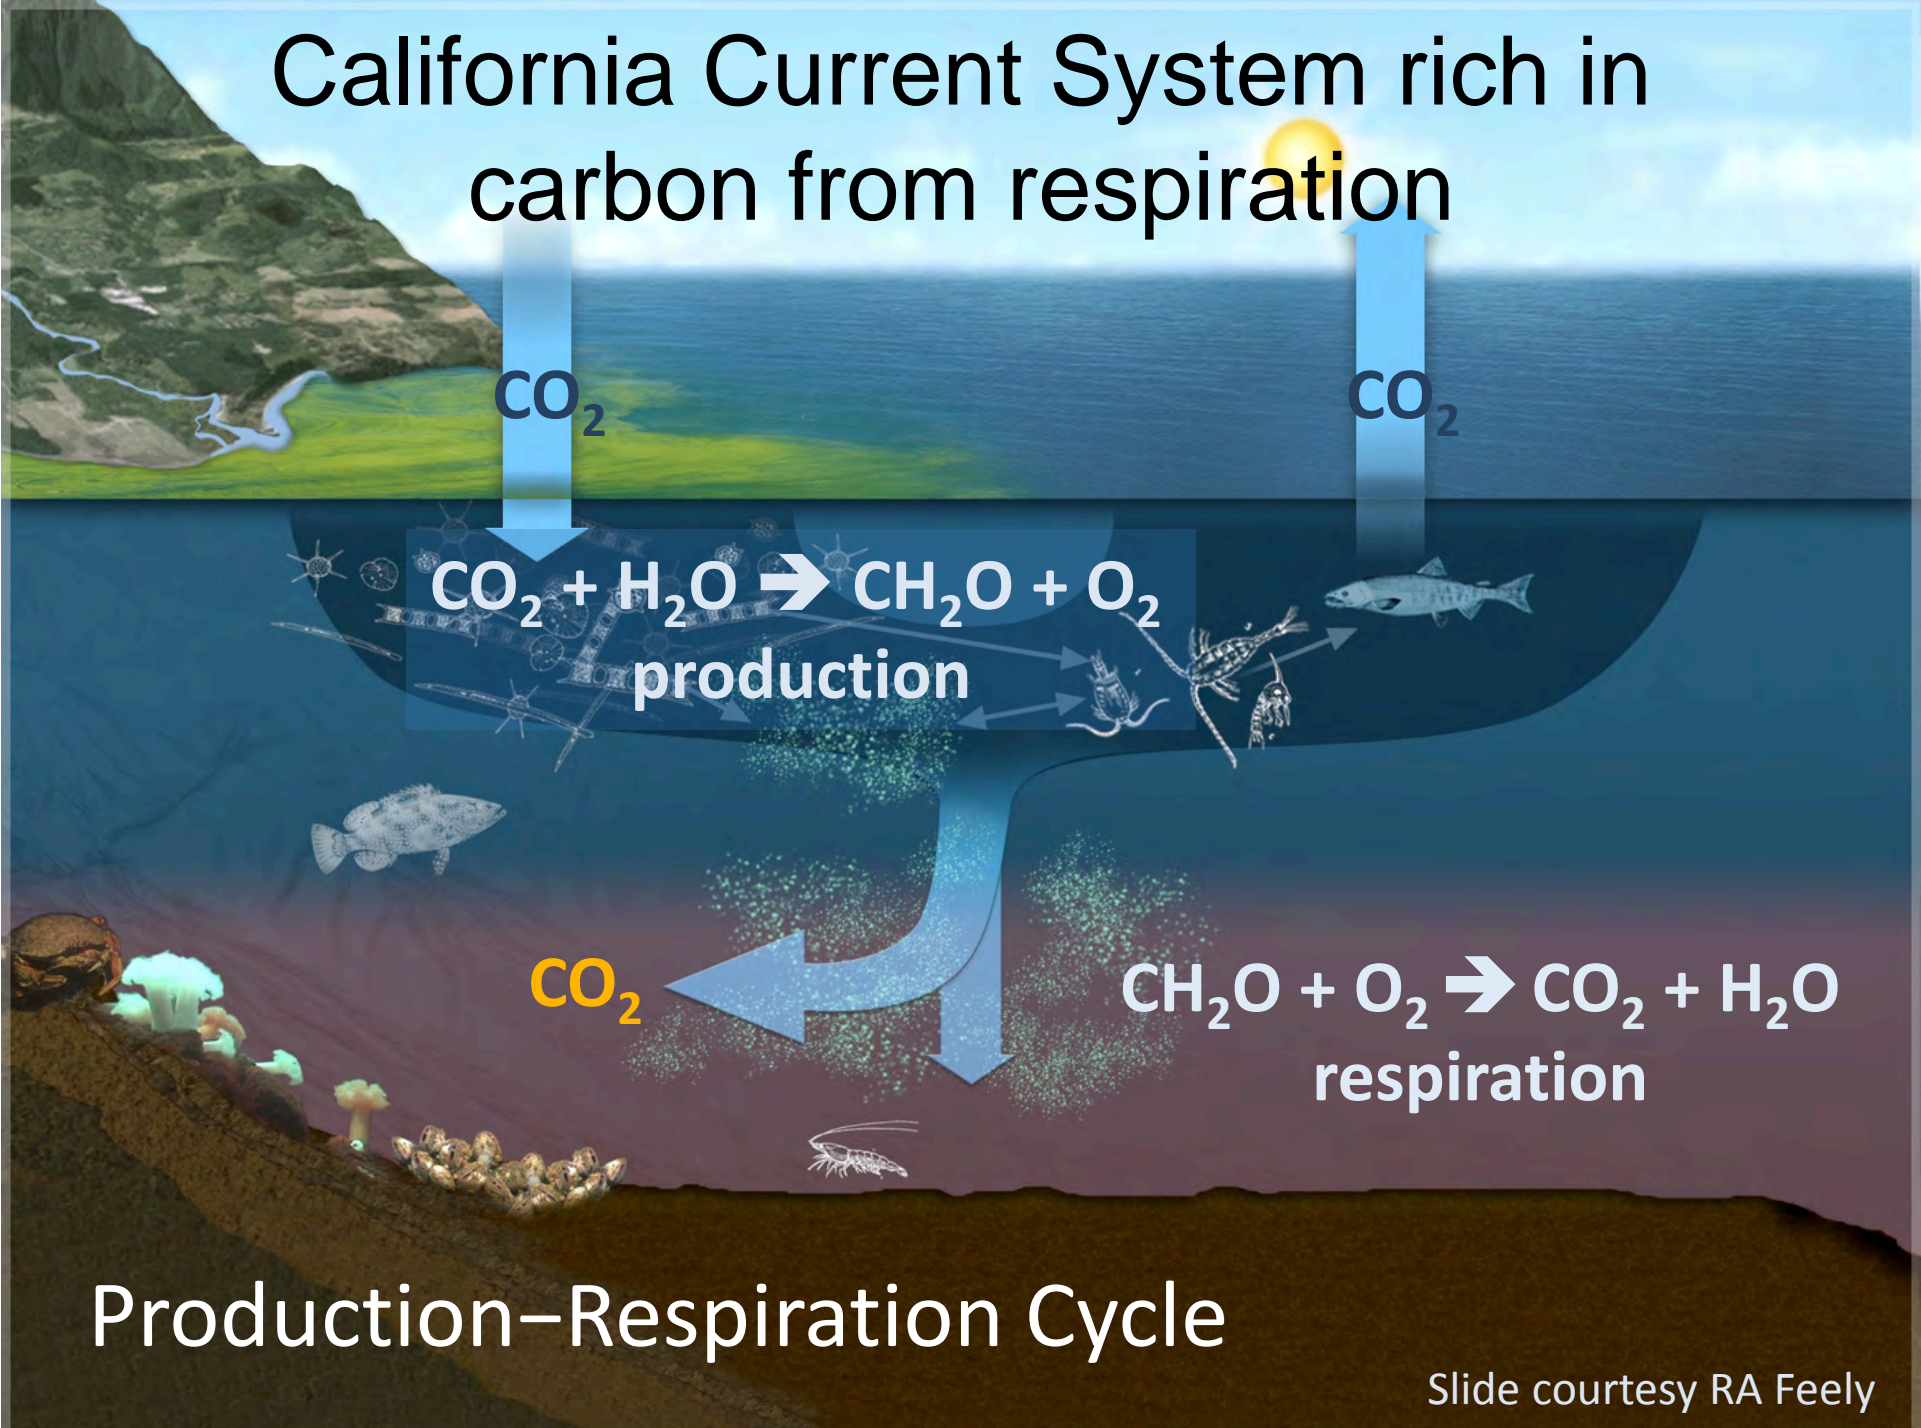 California Current System rich in
carbon from respiration
CO₂
CO₂
CO₂ + H₂O 🡺 CH₂O + O₂
production
CO₂
CH₂O + O₂ 🡺 CO₂ + H₂O
respiration
Production–Respiration Cycle
Slide courtesy RA Feely